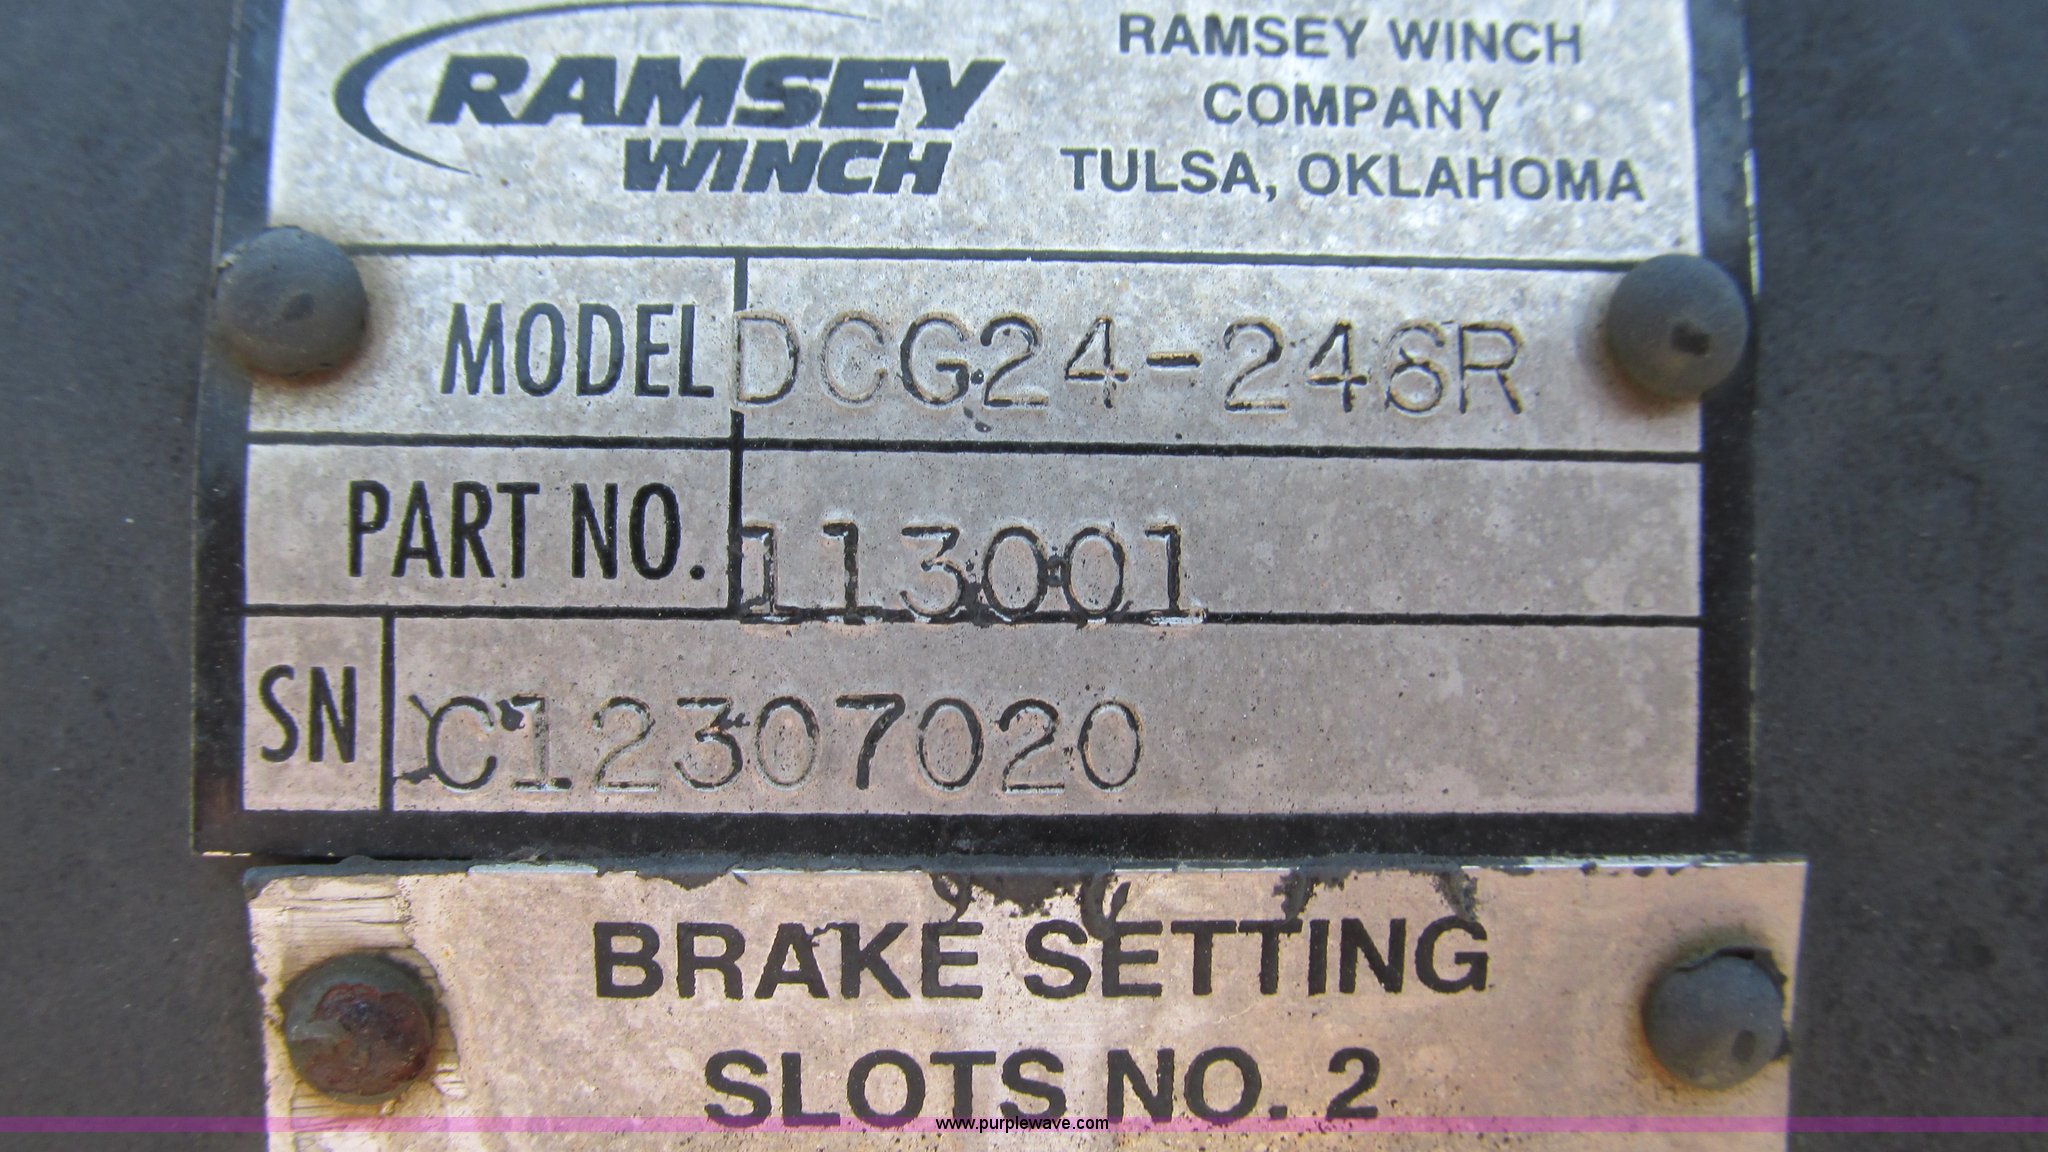 RAMSEY
WINCH
RAMSEY WINCH
COMPANY
TULSA, OKLAHOMA
MODEL DCG24-246R
PART NO. 113001
SN C12307020
BRAKE SETTING
SLOTS NO. 2
www.purplewave.com